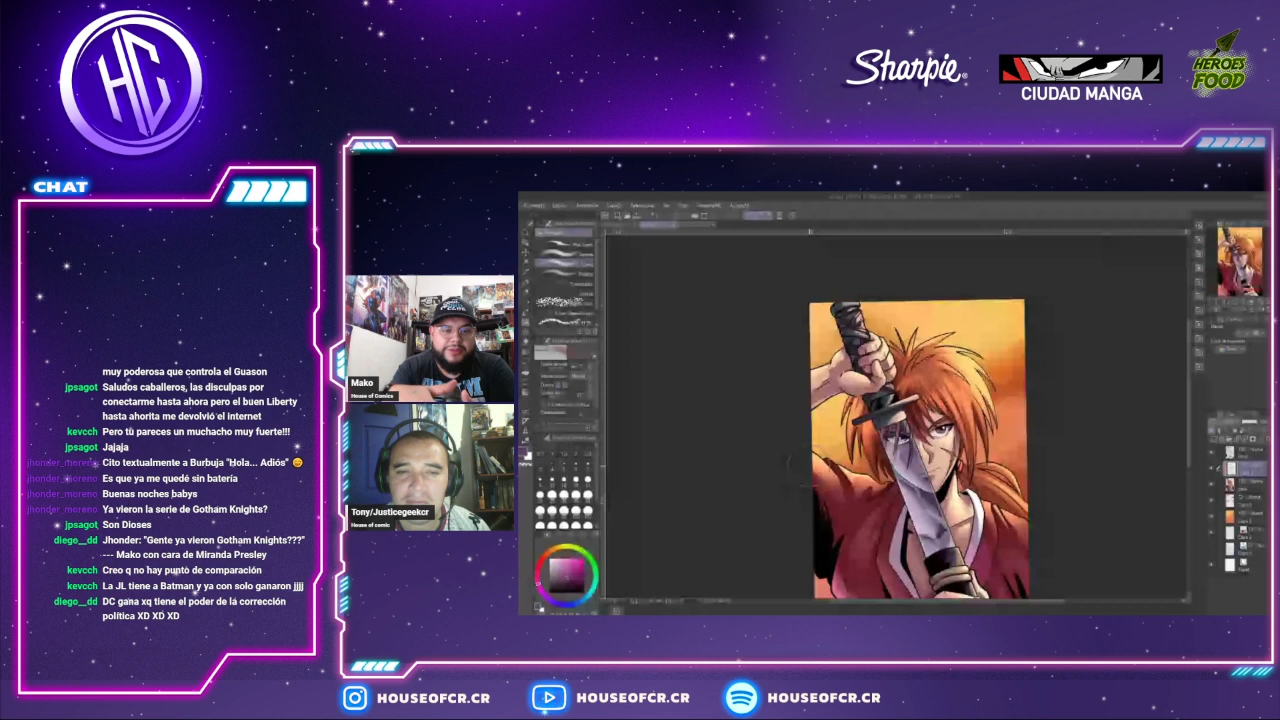 HC
Sharpie®
CIUDAD MANGA
HEROES
FOOD
CHAT
muy poderosa que controla el Guason
jpsagot Saludos caballeros, las disculpas por
conectarme hasta ahora pero el buen Liberty
hasta ahorita me devolvió el internet
kevcch Pero tü pareces un muchacho muy fuerte!!!
jpsagot Jajaja
jhonder_moreno Cito textualmente a Burbuja "Hola... Adiós" 😄
jhonder_moreno Es que ya me quedé sin batería
jhonder_moreno Buenas noches babys
jhonder_moreno Ya vieron la serie de Gotham Knights?
jpsagot Son Dioses
diego__dd Jhonder: "Gente ya vieron Gotham Knights???"
--- Mako con cara de Miranda Presley
kevcch Creo q no hay punto de comparación
kevcch La JL tiene a Batman y ya con solo ganaron jjjj
diego__dd DC gana xq tiene el poder de la corrección
política XD XD XD
Mako
House of Comics
Tony/Justicegeekcr
House of comic
HOUSEOFCR.CR
HOUSEOFCR.CR
HOUSEOFCR.CR